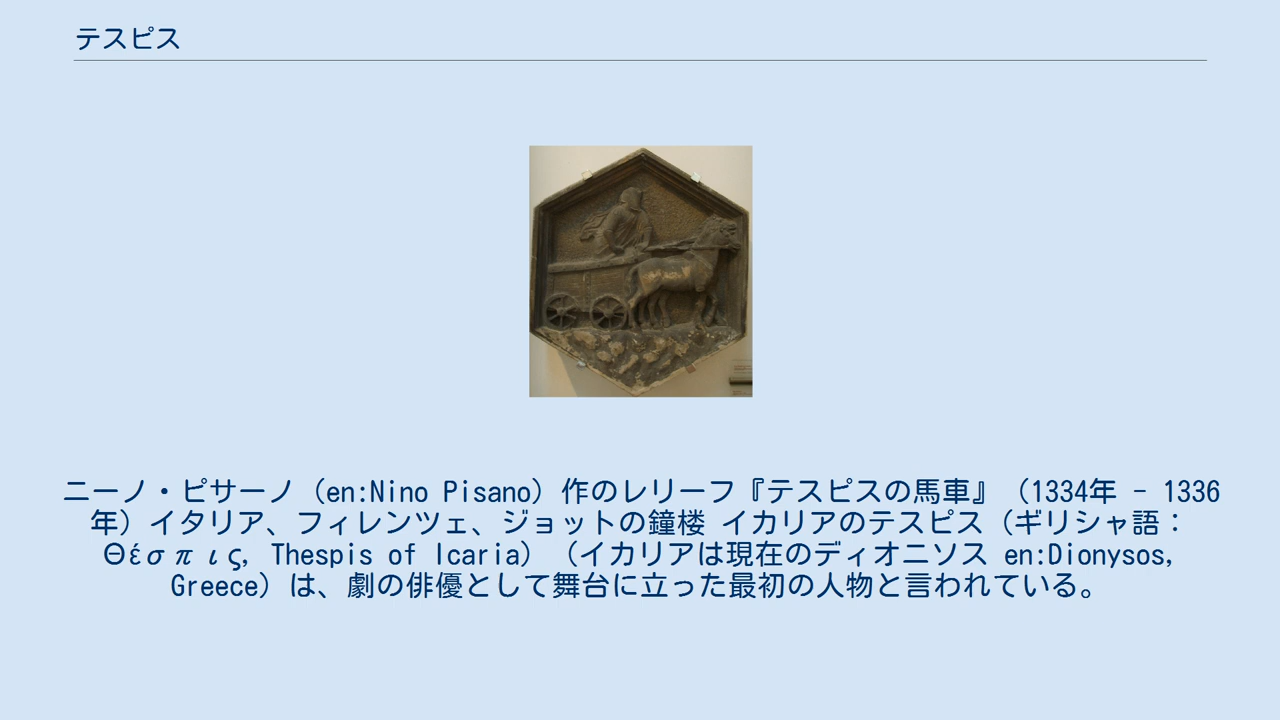 テスピス
ニーノ・ピサーノ（en:Nino Pisano）作のレリーフ『テスピスの馬車』（1334年 - 1336
年）イタリア、フィレンツェ、ジョットの鐘楼 イカリアのテスピス（ギリシャ語：
Θέσπις, Thespis of Icaria）（イカリアは現在のディオニソス en:Dionysos,
Greece）は、劇の俳優として舞台に立った最初の人物と言われている。